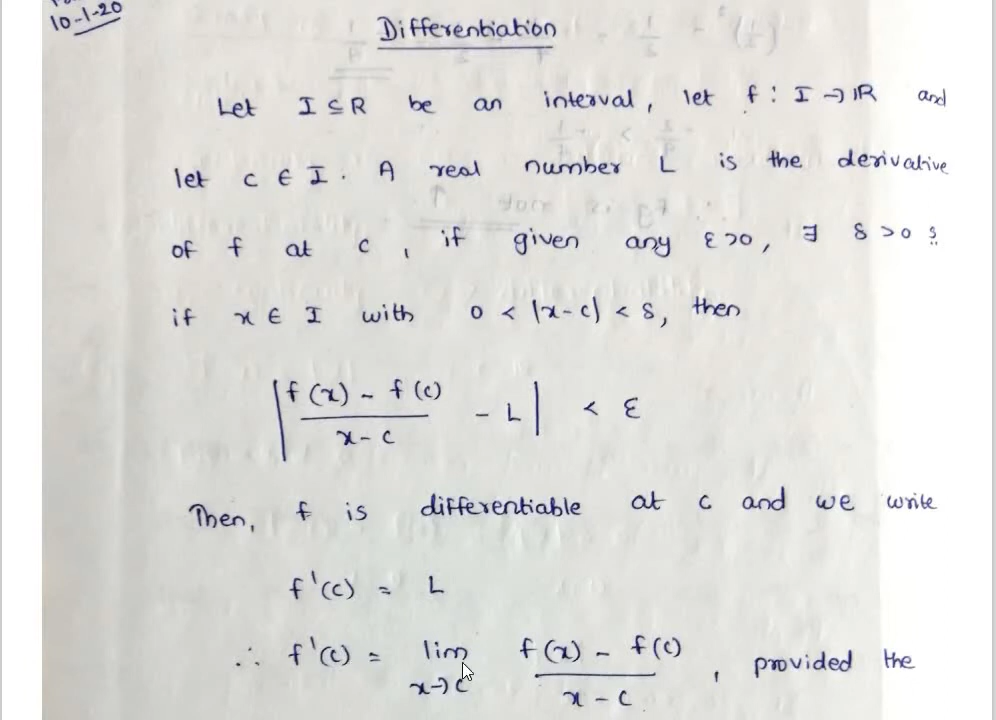 10-1-20
Differentiation
Let I ⊆ R be an interval, let f : I → IR and
let c ∈ I. A real number L is the derivative
of f at c, if given any ε>0, ∃ δ>0
if x ∈ I with 0 < |x-c| < δ, then
| f(x) - f(c) / x-c - L | < ε
Then, f is differentiable at c and we write
f'(c) = L
∴ f'(c) = lim x→c f(x) - f(c) / x-c , provided the